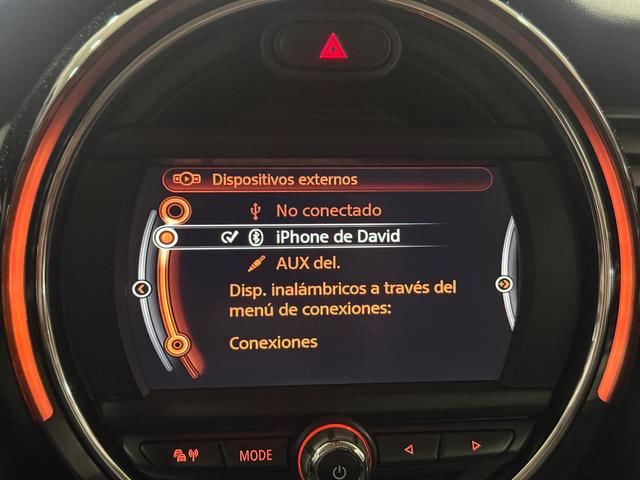 Dispositivos externos
No conectado
iPhone de David
AUX del.
Disp. inalámbricos a través del
menú de conexiones:
Conexiones
MODE